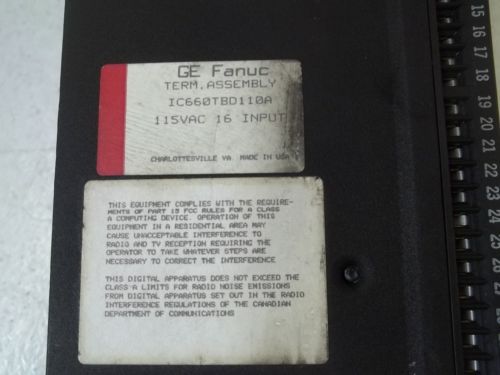 GE Fanuc
TERM. ASSEMBLY
IC660TBD110A
115VAC 16 INPUT
CHARLOTTESVILLE VA. MADE IN USA
THIS EQUIPMENT COMPLIES WITH THE REQUIRE-
MENTS OF PART 15 FCC RULES FOR A CLASS
A COMPUTING DEVICE. OPERATION OF THIS
EQUIPMENT IN A RESIDENTIAL AREA MAY
CAUSE UNACCEPTABLE INTERFERENCE TO
RADIO AND TV RECEPTION REQUIRING THE
OPERATOR TO TAKE WHATEVER STEPS ARE
NECESSARY TO CORRECT THE INTERFERENCE
THIS DIGITAL APPARATUS DOES NOT EXCEED THE
CLASS A LIMITS FOR RADIO NOISE EMISSIONS
FROM DIGITAL APPARATUS SET OUT IN THE RADIO
INTERFERENCE REGULATIONS OF THE CANADIAN
DEPARTMENT OF COMMUNICATIONS
15
16
17
18
19
20
21
22
23
24
25
26
27
28